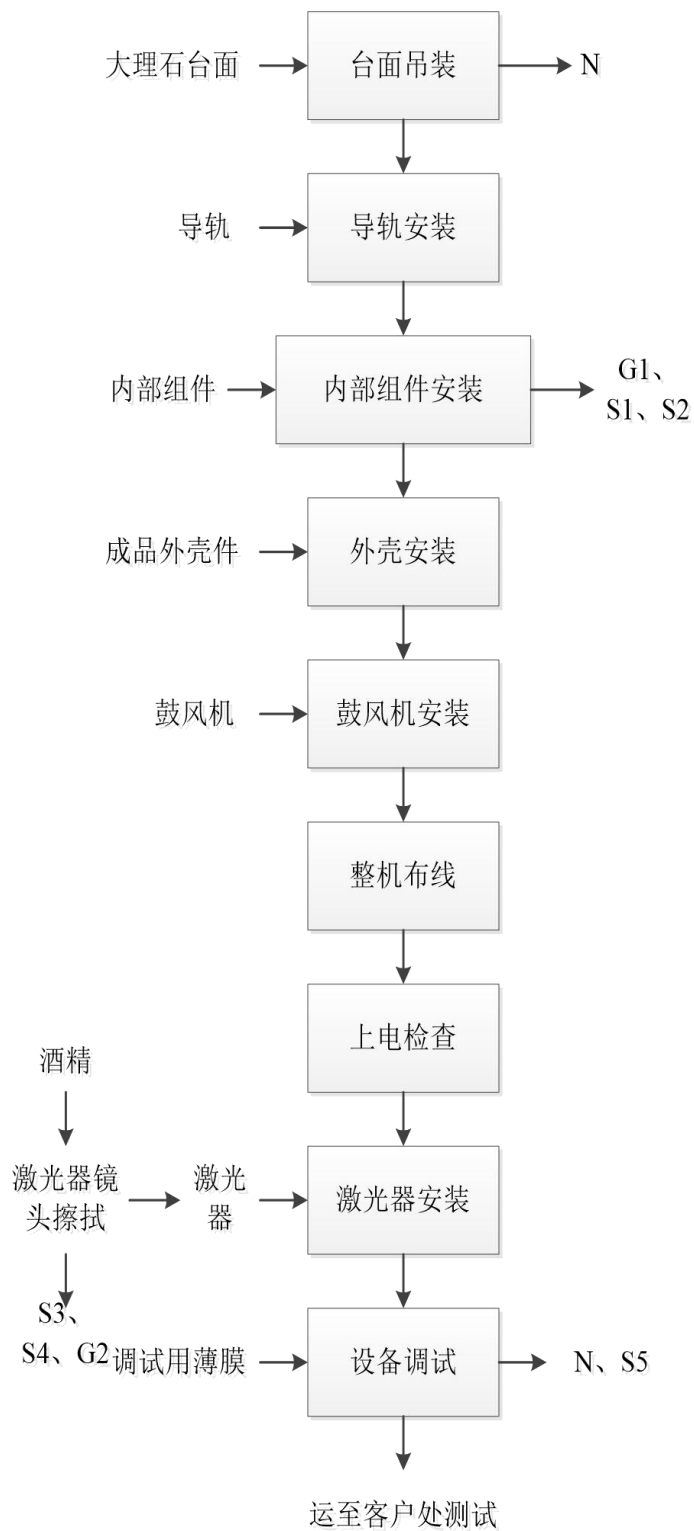 大理石台面
台面吊装
N
导轨
导轨安装
内部组件
内部组件安装
G1、
S1、S2
成品外壳件
外壳安装
鼓风机
鼓风机安装
整机布线
上电检查
酒精
激光器镜
头擦拭
激光
器
激光器安装
S3、
S4、G2
调试用薄膜
设备调试
N、S5
运至客户处测试